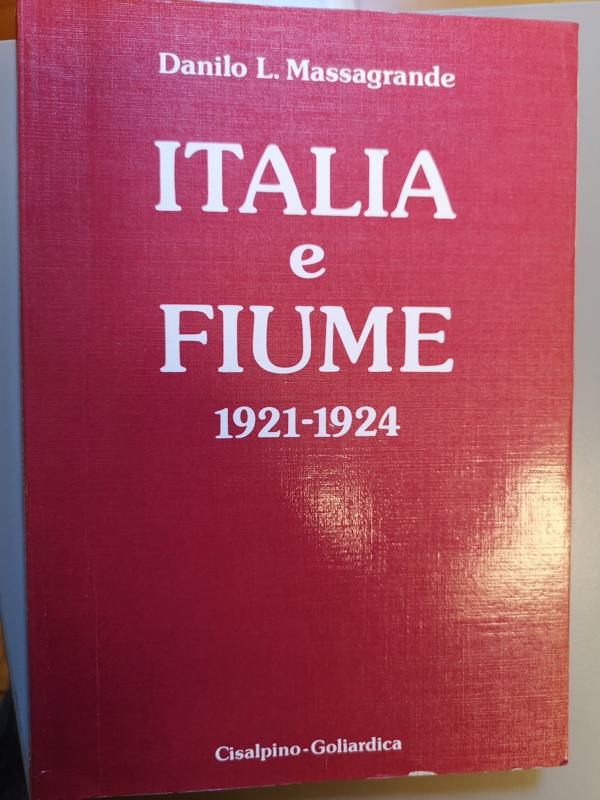 Danilo L. Massagrande
ITALIA
e
FIUME
1921-1924
Cisalpino-Goliardica